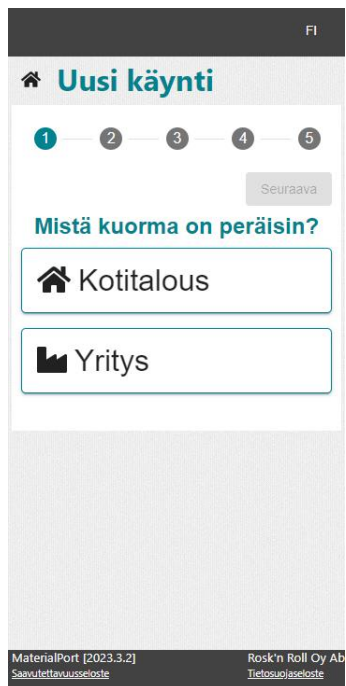 FI
Uusi käynti
1 2 3 4 5
Seuraava
Mistä kuorma on peräisin?
Kotitalous
Yritys
MaterialPort [2023.3.2] Rosk'n Roll Oy Ab
Saavutettavuusseloste Tietosuojaseloste